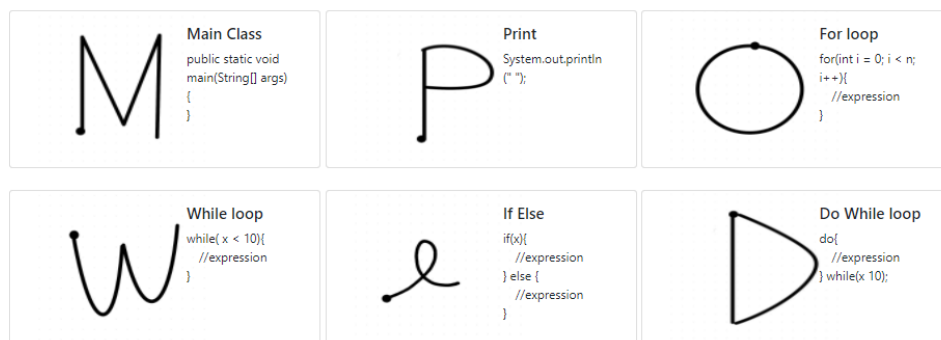 Main Class
public static void
main(String[] args)
{
}
Print
System.out.println
(" ");
For loop
for(int i = 0; i < n;
i++){
//expression
}
While loop
while( x < 10){
//expression
}
If Else
if(x){
//expression
} else {
//expression
}
Do While loop
do{
//expression
} while(x 10);